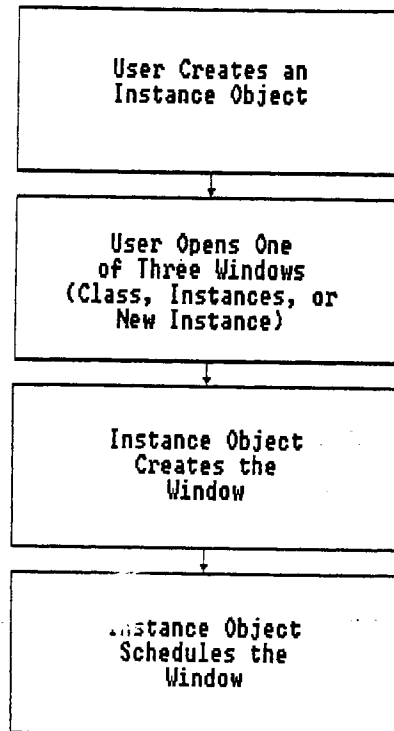 User Creates an
Instance Object
User Opens One
of Three Windows
(Class, Instances, or
New Instance)
Instance Object
Creates the
Window
Instance Object
Schedules the
Window